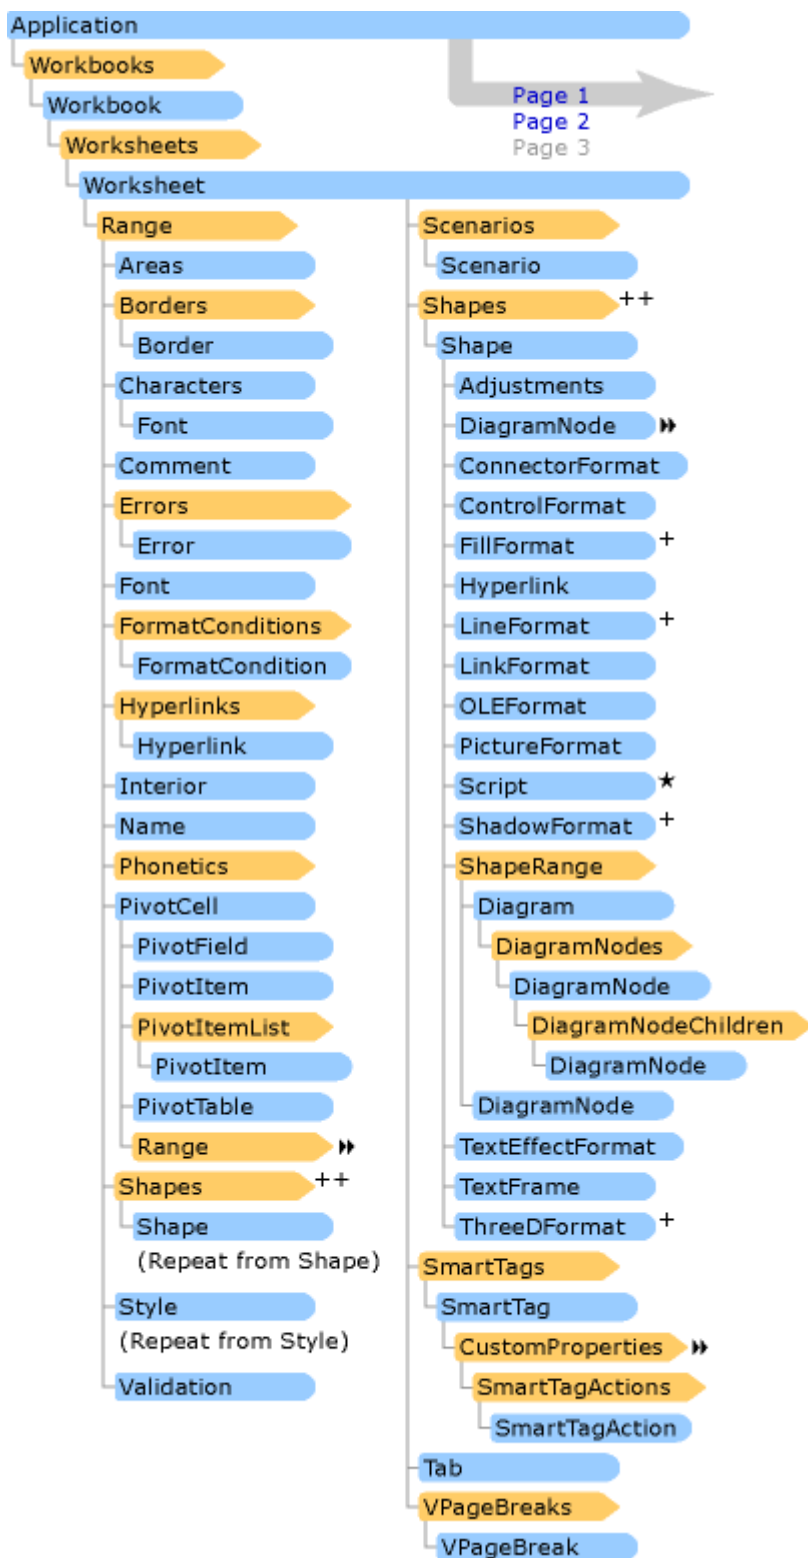 Application
Workbooks
Workbook
Worksheets
Worksheet
Page 1
Page 2
Page 3
Range
Areas
Borders
Border
Characters
Font
Comment
Errors
Error
Font
FormatConditions
FormatCondition
Hyperlinks
Hyperlink
Interior
Name
Phonetics
PivotCell
PivotField
PivotItem
PivotItemList
PivotItem
PivotTable
Range
Shapes ++
Shape
(Repeat from Shape)
Style
(Repeat from Style)
Validation
Scenarios
Scenario
Shapes ++
Shape
Adjustments
DiagramNode
ConnectorFormat
ControlFormat
FillFormat +
Hyperlink
LineFormat +
LinkFormat
OLEFormat
PictureFormat
Script ★
ShadowFormat +
ShapeRange
Diagram
DiagramNodes
DiagramNode
DiagramNodeChildren
DiagramNode
DiagramNode
TextEffectFormat
TextFrame
ThreeDFormat +
SmartTags
SmartTag
CustomProperties
SmartTagActions
SmartTagAction
Tab
VPageBreaks
VPageBreak